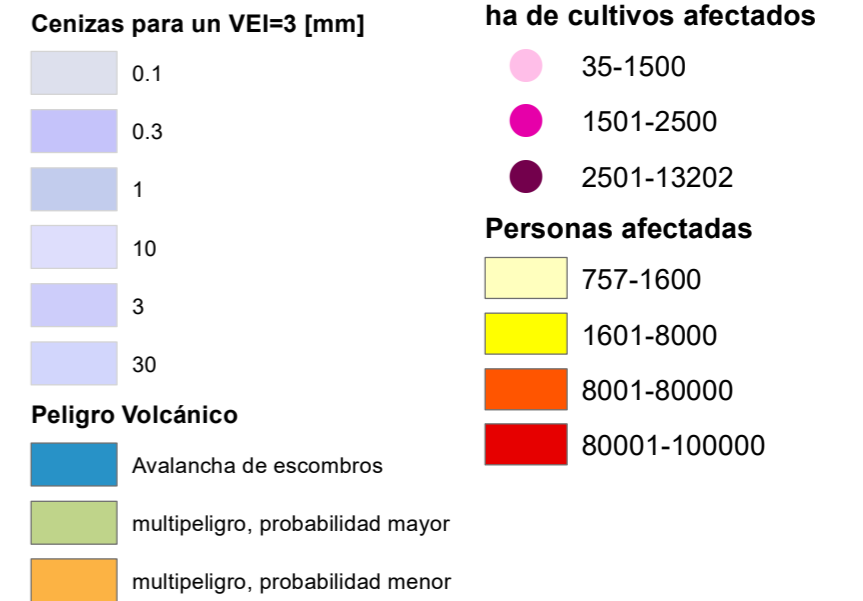 Cenizas para un VEI=3 [mm]
0.1
0.3
1
10
3
30
Peligro Volcánico
Avalancha de escombros
multipeligro, probabilidad mayor
multipeligro, probabilidad menor
ha de cultivos afectados
35-1500
1501-2500
2501-13202
Personas afectadas
757-1600
1601-8000
8001-80000
80001-100000